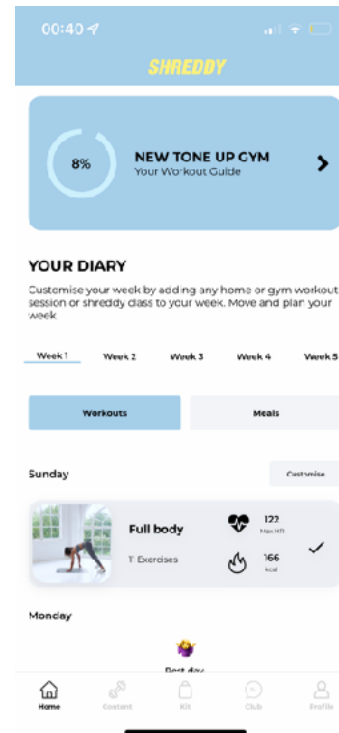 00:40
SHREDDY
8%
NEW TONE UP GYM
Your Workout Guide
YOUR DIARY
Customise your week by adding any home or gym workout
session or shreddy class to your week. Move and plan your
week
Week 1 Week 2 Week 3 Week 4 Week 5
Workouts Meals
Sunday Customise
Full body
122
Max HR
Exercises
166
kcal
Monday
Rest day
Home Content Kit Club Profile